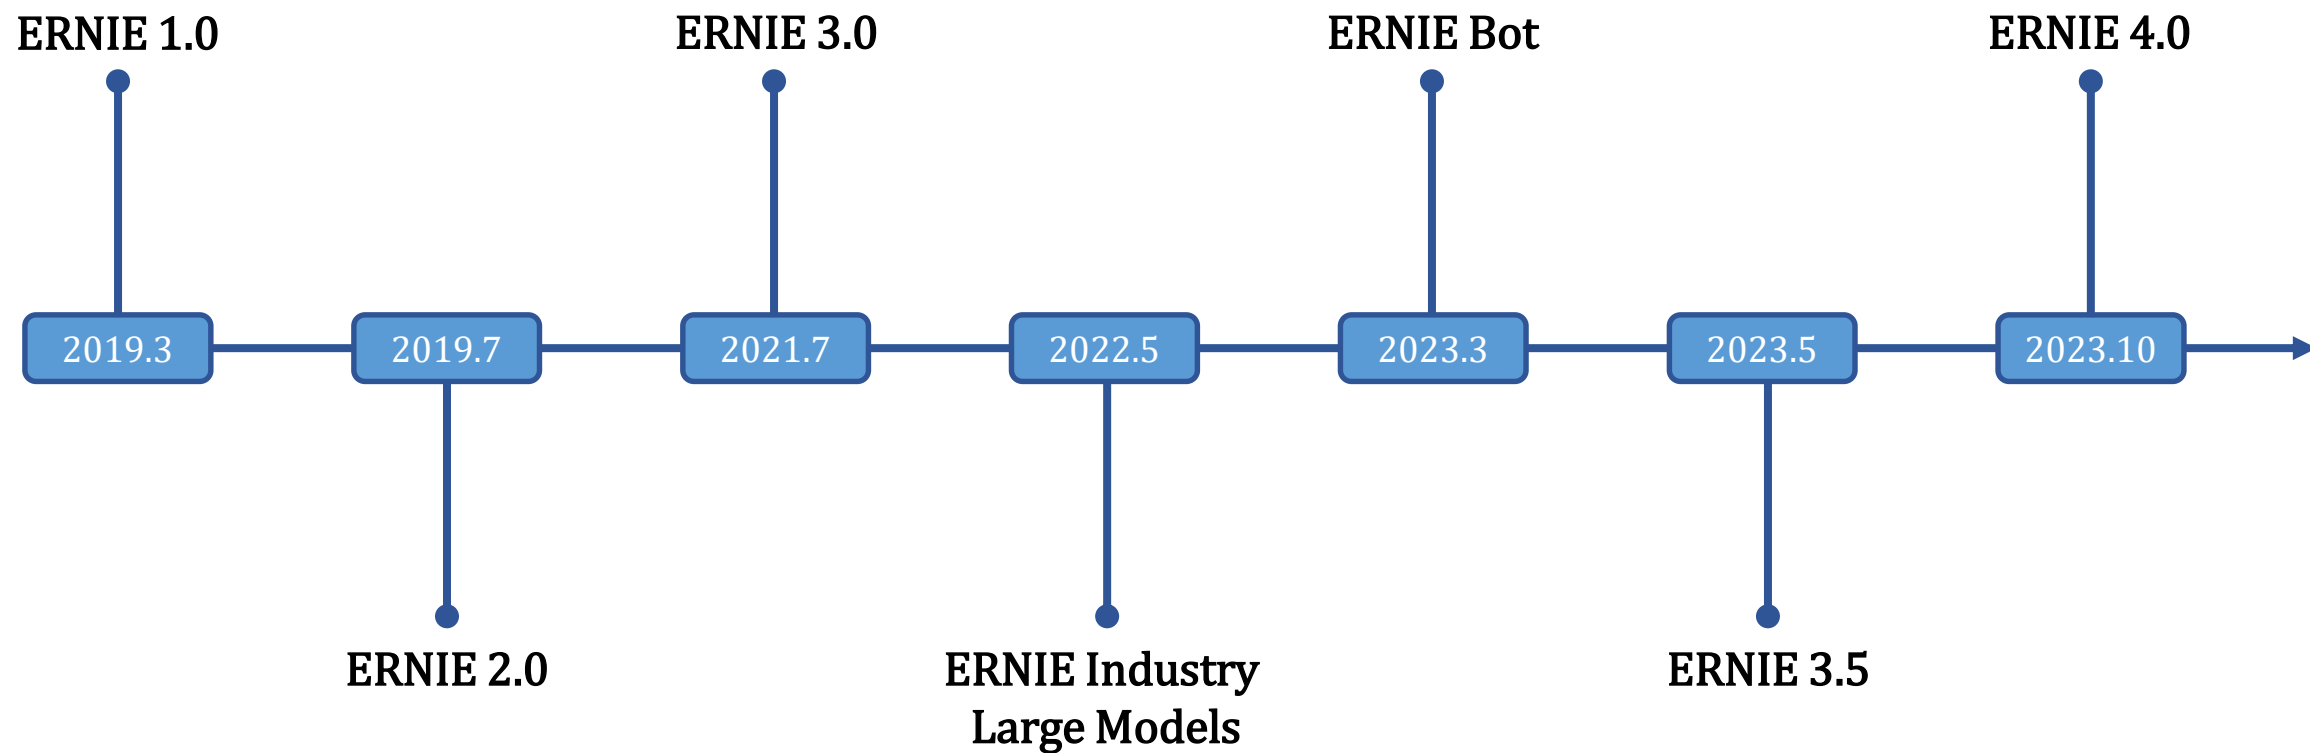 ERNIE 1.0
ERNIE 3.0
ERNIE Bot
ERNIE 4.0
2019.3
2019.7
2021.7
2022.5
2023.3
2023.5
2023.10
ERNIE 2.0
ERNIE Industry
Large Models
ERNIE 3.5